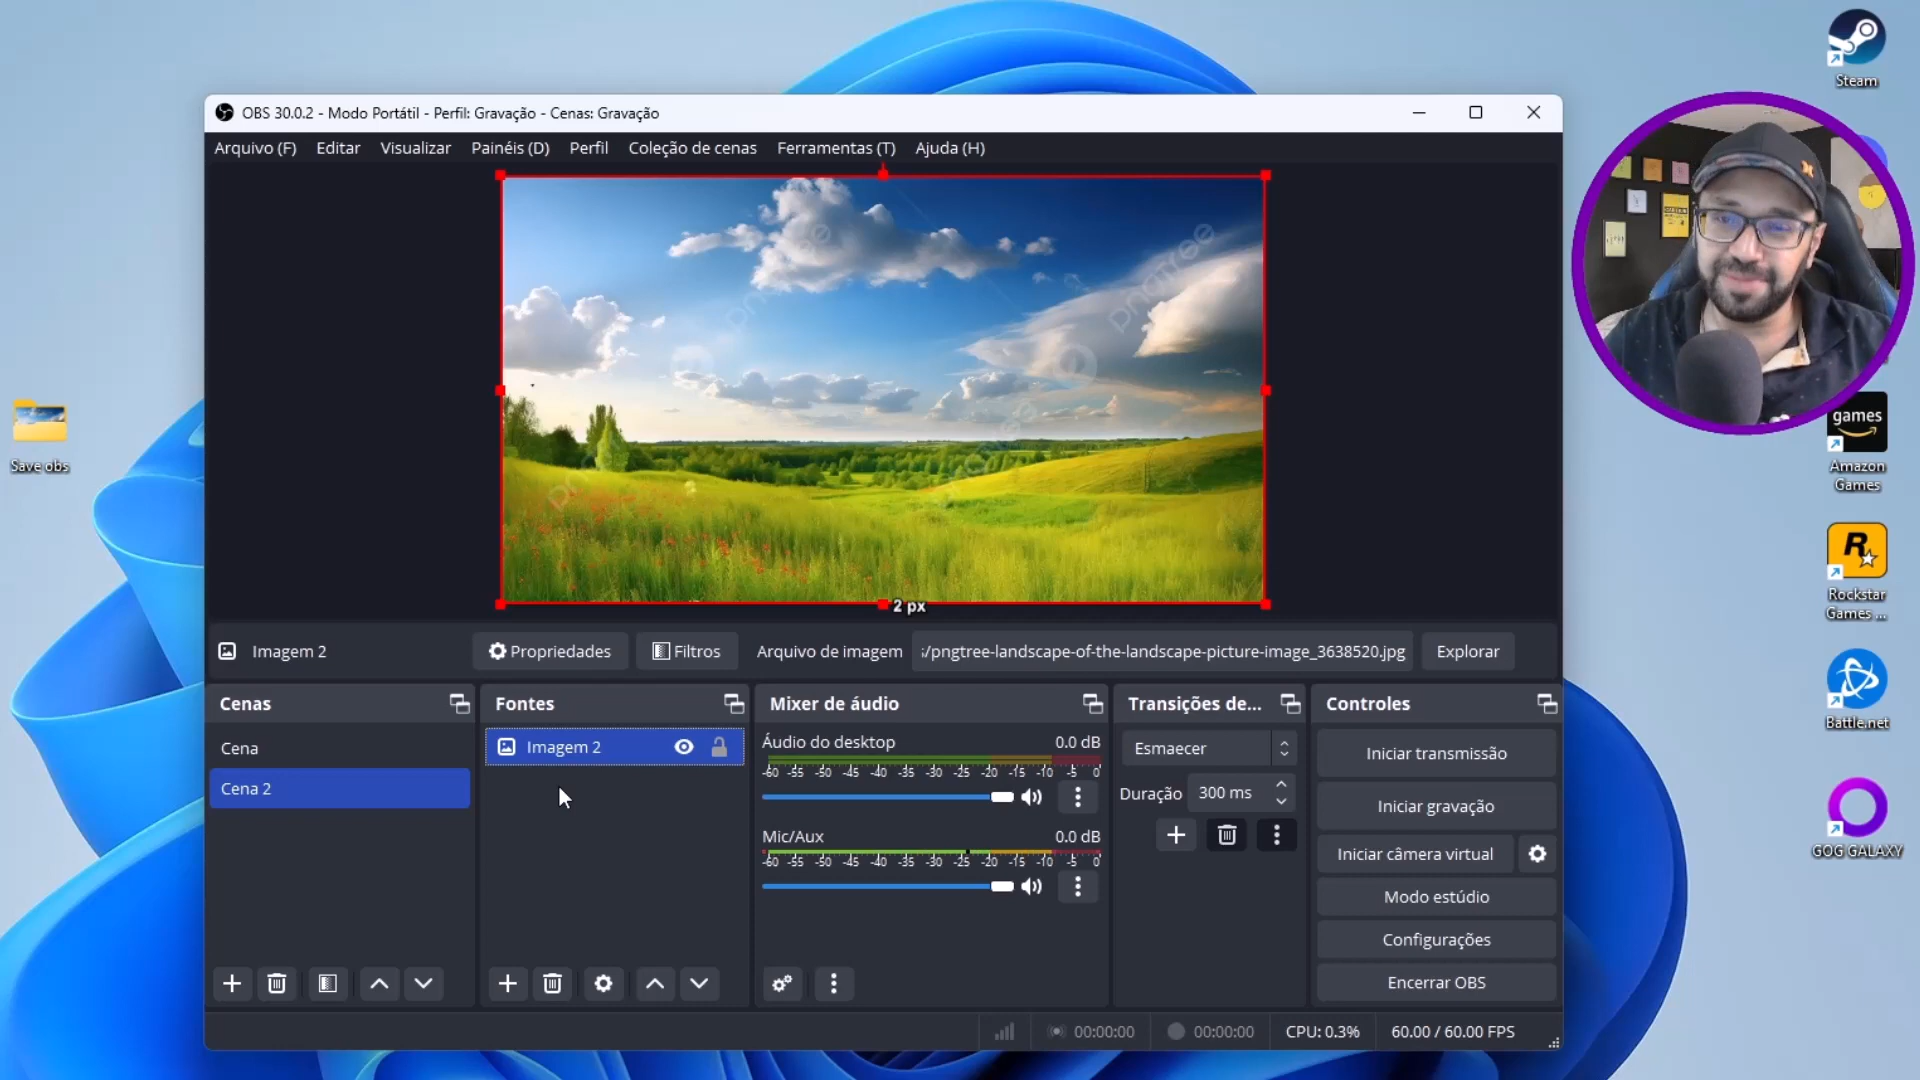 Steam
OBS 30.0.2 - Modo Portátil - Perfil: Gravação - Cenas: Gravação
Arquivo (F) Editar Visualizar Painéis (D) Perfil Coleção de cenas Ferramentas (T) Ajuda (H)
pngtree
pngtree
Save obs
games
Amazon
Games
R
Rockstar
Games ...
2 px
Imagem 2 Propriedades Filtros Arquivo de imagem :/pngtree-landscape-of-the-landscape-picture-image_3638520.jpg Explorar
Battle.net
Cenas
Cena
Cena 2
Fontes
Imagem 2
Mixer de áudio
Áudio do desktop 0.0 dB
-60 -55 -50 -45 -40 -35 -30 -25 -20 -15 -10 -5 0
Mic/Aux 0.0 dB
-60 -55 -50 -45 -40 -35 -30 -25 -20 -15 -10 -5 0
Transições de...
Esmaecer
Duração 300 ms
Controles
Iniciar transmissão
Iniciar gravação
Iniciar câmera virtual
Modo estúdio
Configurações
Encerrar OBS
GOG GALAXY
00:00:00 00:00:00 CPU: 0.3% 60.00 / 60.00 FPS